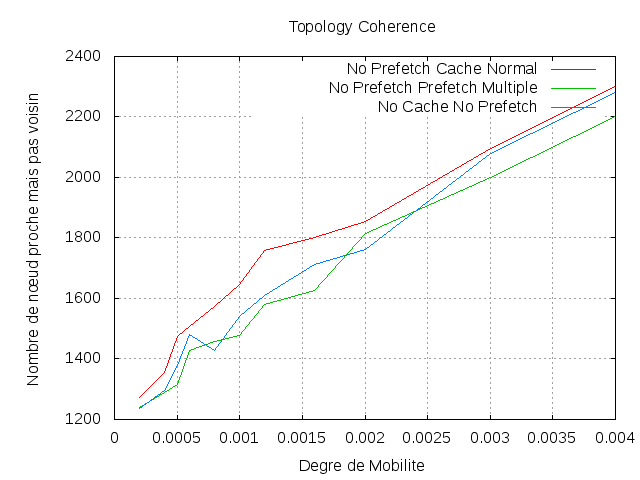 Topology Coherence
2400
2200
2000
1800
1600
1400
1200
Nombre de nœud proche mais pas voisin
No Prefetch Cache Normal
No Prefetch Prefetch Multiple
No Cache No Prefetch
0 0.0005 0.001 0.0015 0.002 0.0025 0.003 0.0035 0.004
Degre de Mobilite